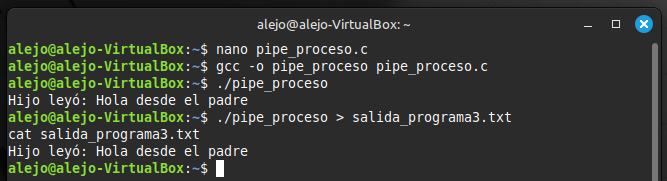 alejo@alejo-VirtualBox: ~
alejo@alejo-VirtualBox:~$ nano pipe_proceso.c
alejo@alejo-VirtualBox:~$ gcc -o pipe_proceso pipe_proceso.c
alejo@alejo-VirtualBox:~$ ./pipe_proceso
Hijo leyó: Hola desde el padre
alejo@alejo-VirtualBox:~$ ./pipe_proceso > salida_programa3.txt
cat salida_programa3.txt
Hijo leyó: Hola desde el padre
alejo@alejo-VirtualBox:~$